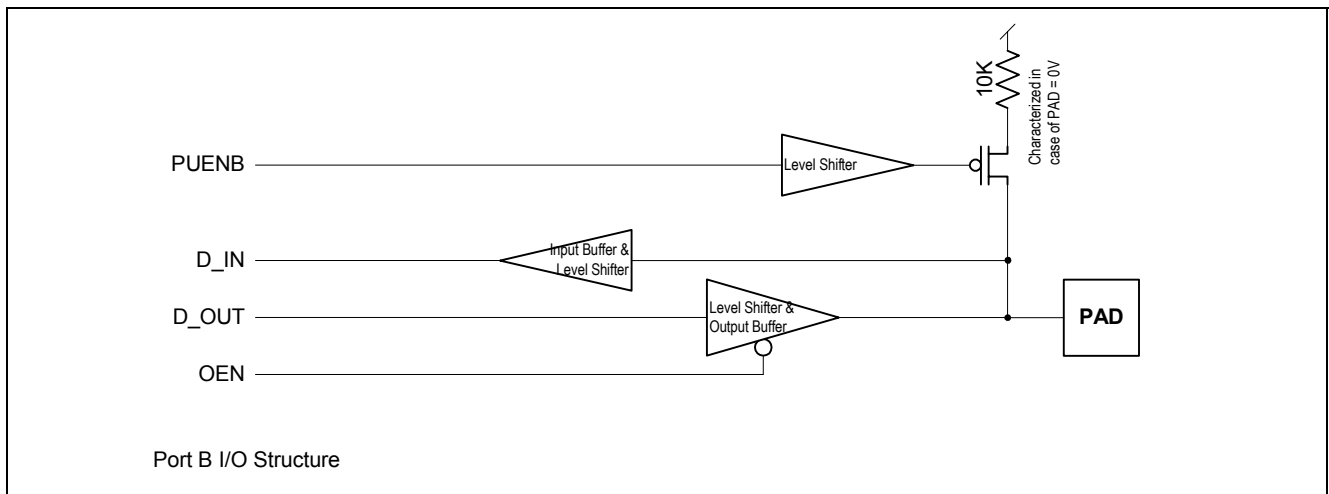 10K
Characterized in
case of PAD = 0V
PUENB
Level Shifter
D_IN
Input Buffer &
Level Shifter
D_OUT
Level Shifter &
Output Buffer
PAD
OEN
Port B I/O Structure